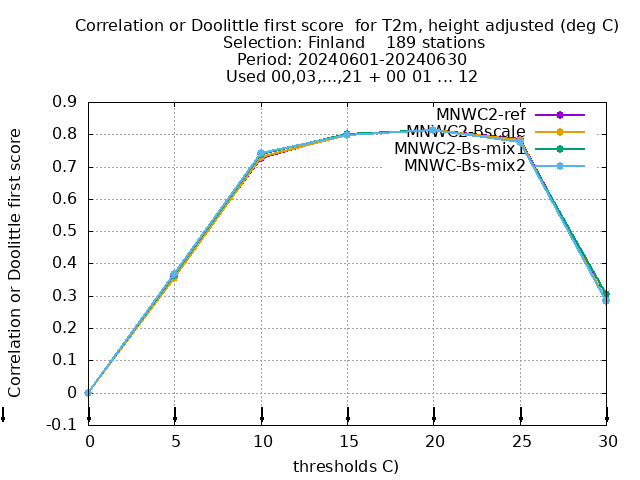 Correlation or Doolittle first score  for T2m, height adjusted (deg C)
Selection: Finland    189 stations
Period: 20240601-20240630
Used 00,03,...,21 + 00 01 ... 12
MNWC2-ref
MNWC2-Bscale
MNWC2-Bs-mix1
MNWC-Bs-mix2
Correlation or Doolittle first score
0.9
0.8
0.7
0.6
0.5
0.4
0.3
0.2
0.1
0
-0.1
0 5 10 15 20 25 30
thresholds C)